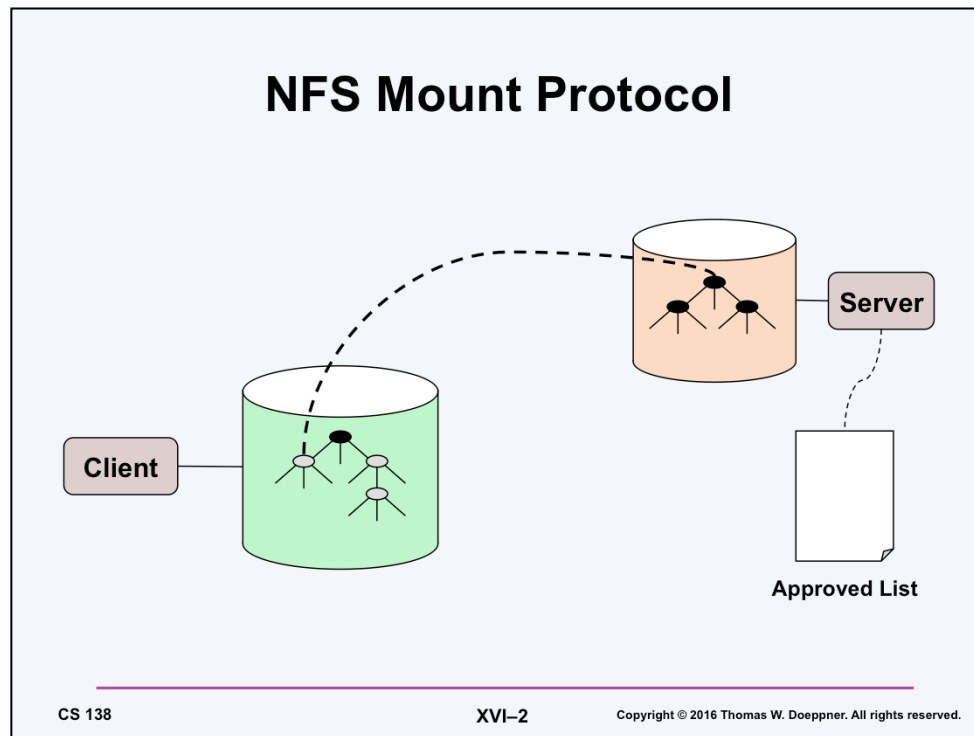 NFS Mount Protocol
Server
Client
Approved List
CS 138
XVI–2
Copyright © 2016 Thomas W. Doeppner. All rights reserved.